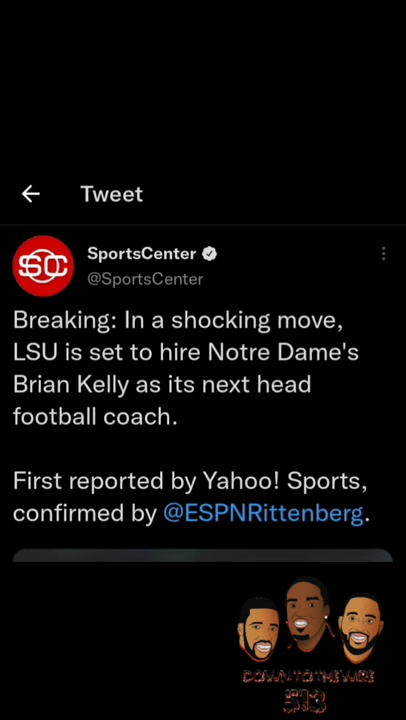 Tweet
SportsCenter
@SportsCenter
Breaking: In a shocking move,
LSU is set to hire Notre Dame's
Brian Kelly as its next head
football coach.
First reported by Yahoo! Sports,
confirmed by @ESPNRittenberg.
DOWN TO THE WIRE
513